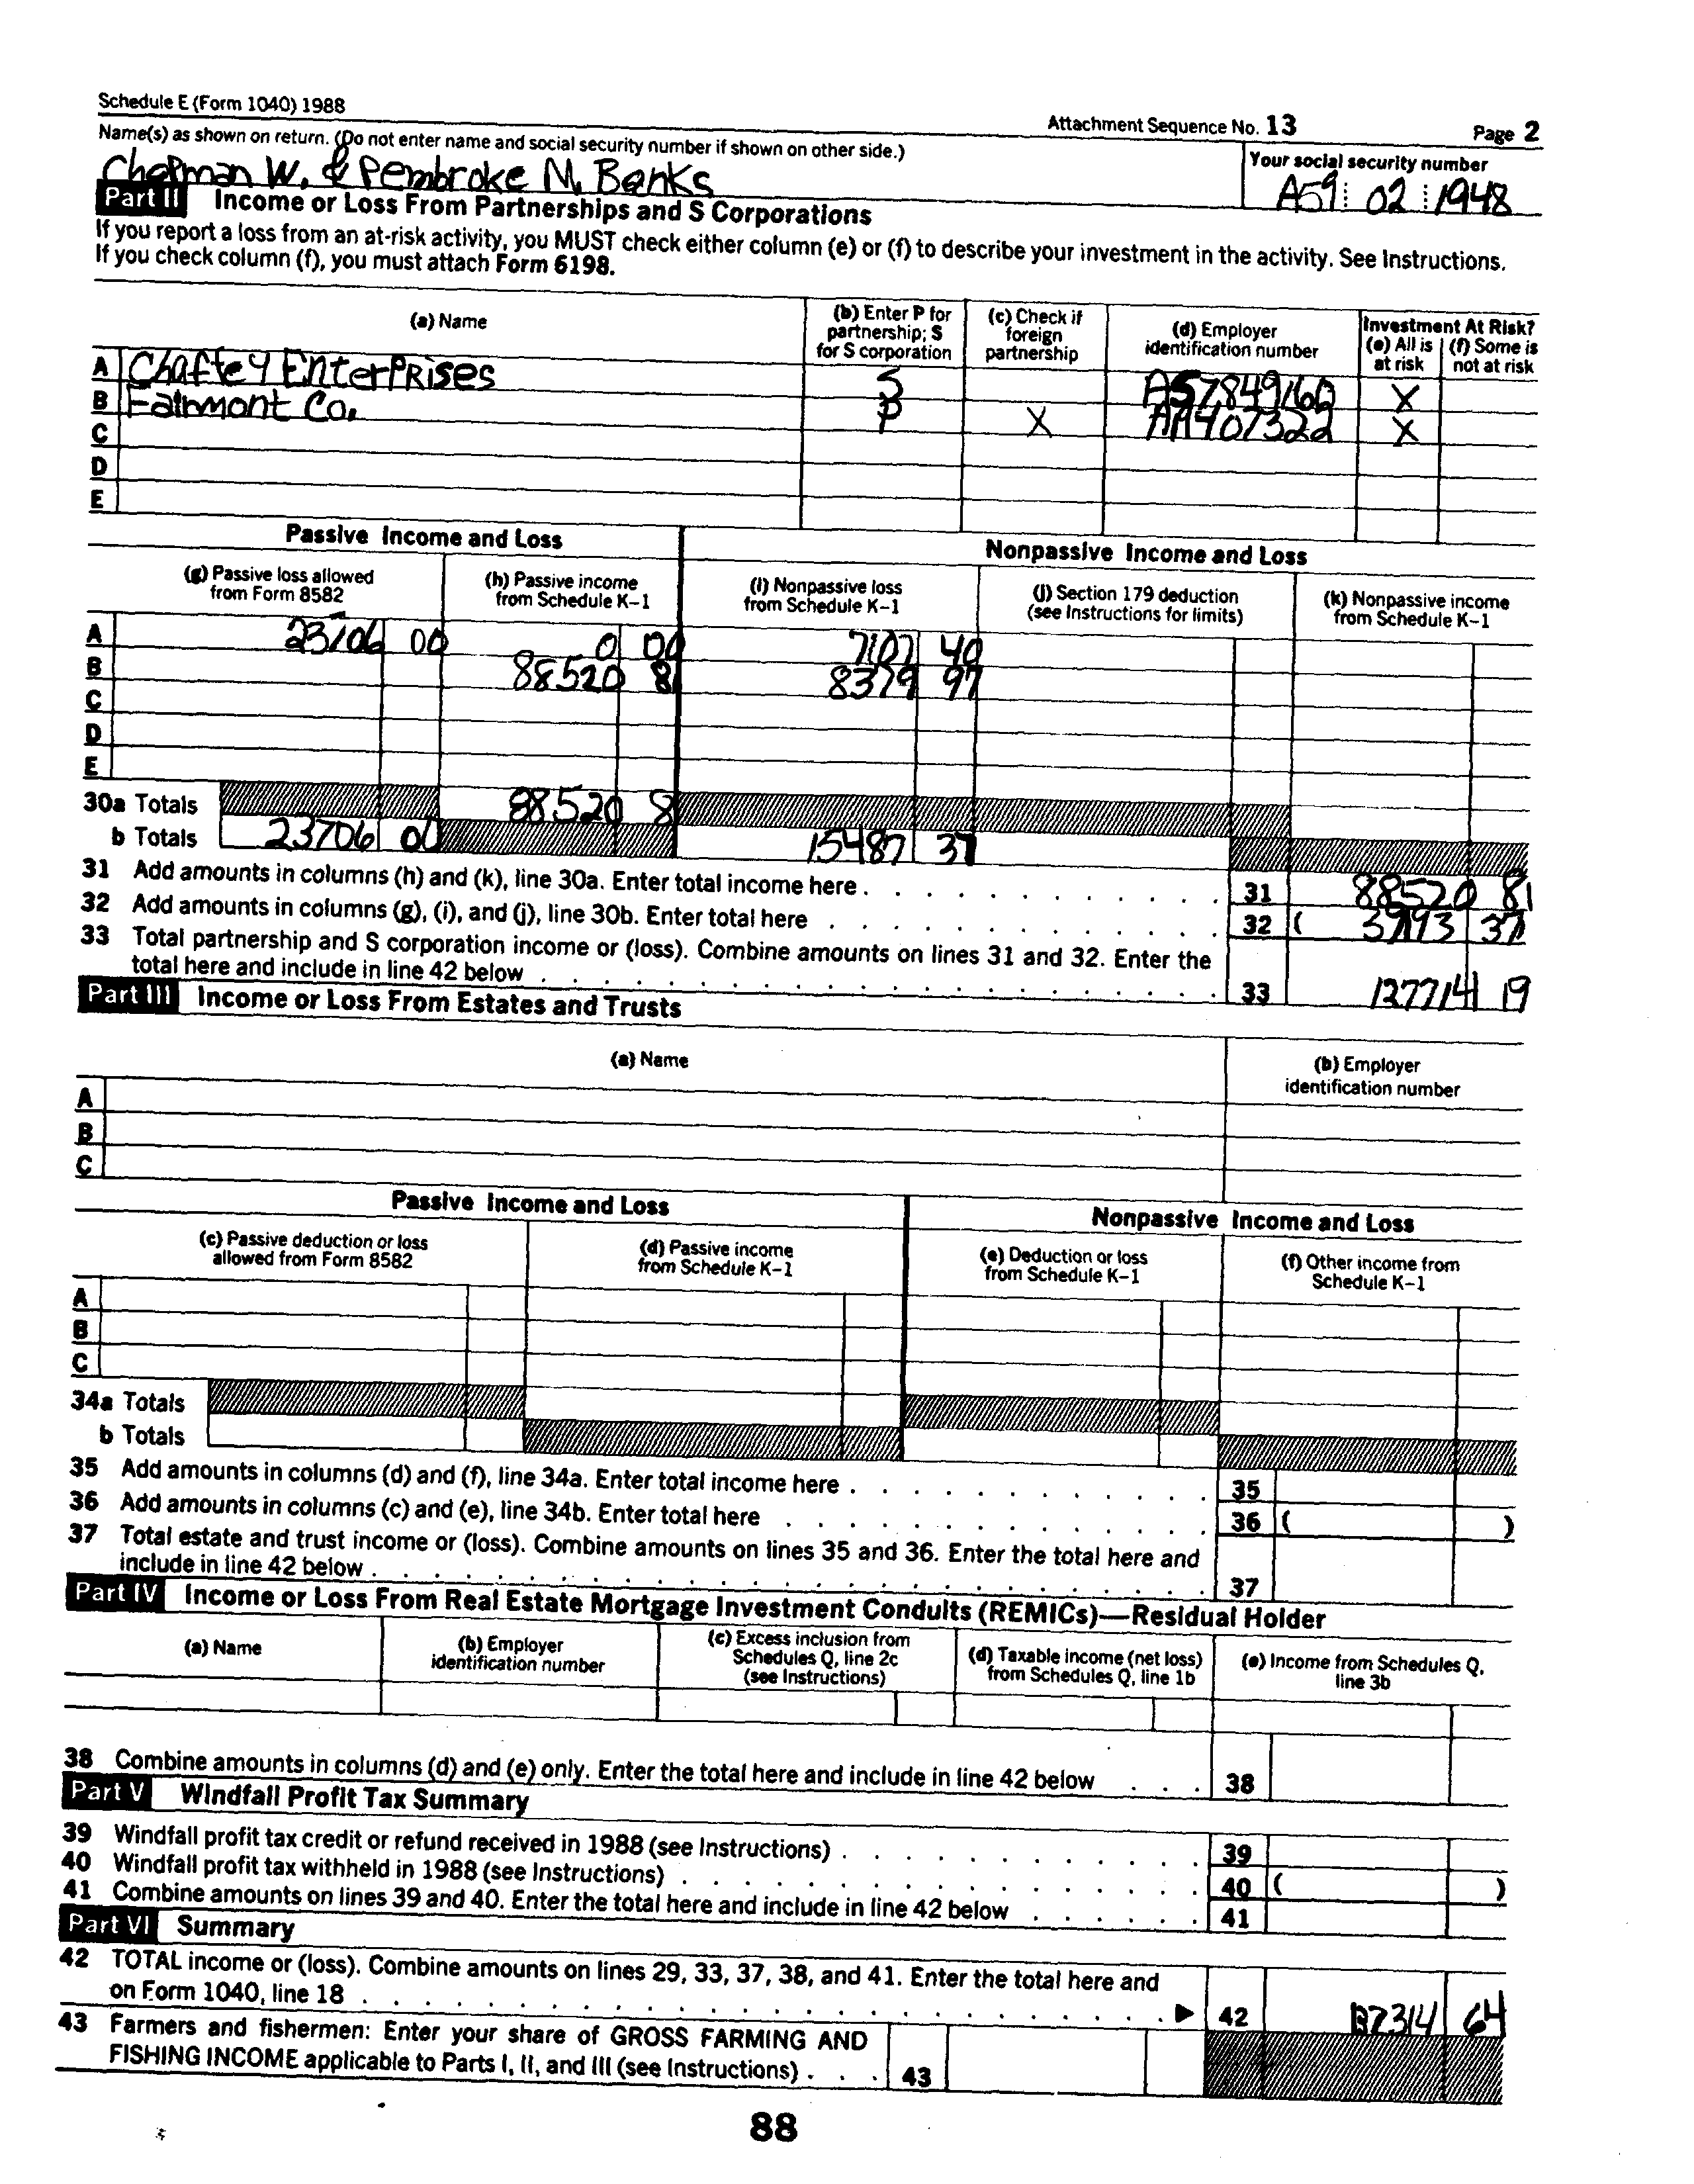 Schedule E (Form 1040) 1988
Attachment Sequence No. 13
Page 2
Name(s) as shown on return. (Do not enter name and social security number if shown on other side.)
Your social security number
Chapman W. & Pembroke M. Banks
A59 02 1948
Part II Income or Loss From Partnerships and S Corporations
If you report a loss from an at-risk activity, you MUST check either column (e) or (f) to describe your investment in the activity. See Instructions.
If you check column (f), you must attach Form 6198.
(a) Name
(b) Enter P for partnership; S for S corporation
(c) Check if foreign partnership
(d) Employer identification number
Investment At Risk?
(e) All is at risk
(f) Some is not at risk
A Chaffey Enterprises S X
B Fairmont Co. P X AA407322 X
C
D
E
Passive Income and Loss
Nonpassive Income and Loss
(g) Passive loss allowed from Form 8582
(h) Passive income from Schedule K-1
(i) Nonpassive loss from Schedule K-1
(j) Section 179 deduction (see Instructions for limits)
(k) Nonpassive income from Schedule K-1
A 23706 00 0 00 7107 40
B 88520 81 8379 97
C
D
E
30a Totals 88520 81
b Totals 23706 00 15487 37
31 Add amounts in columns (h) and (k), line 30a. Enter total income here . 31 88520 81
32 Add amounts in columns (g), (i), and (j), line 30b. Enter total here . 32 ( 39193 37
33 Total partnership and S corporation income or (loss). Combine amounts on lines 31 and 32. Enter the
total here and include in line 42 below . 33 127714 19
Part III Income or Loss From Estates and Trusts
(a) Name
(b) Employer identification number
A
B
C
Passive Income and Loss
Nonpassive Income and Loss
(c) Passive deduction or loss allowed from Form 8582
(d) Passive income from Schedule K-1
(e) Deduction or loss from Schedule K-1
(f) Other income from Schedule K-1
A
B
C
34a Totals
b Totals
35 Add amounts in columns (d) and (f), line 34a. Enter total income here . 35
36 Add amounts in columns (c) and (e), line 34b. Enter total here . 36 ( )
37 Total estate and trust income or (loss). Combine amounts on lines 35 and 36. Enter the total here and
include in line 42 below . 37
Part IV Income or Loss From Real Estate Mortgage Investment Conduits (REMICs)—Residual Holder
(a) Name
(b) Employer identification number
(c) Excess inclusion from Schedules Q, line 2c (see Instructions)
(d) Taxable income (net loss) from Schedules Q, line 1b
(e) Income from Schedules Q, line 3b
38 Combine amounts in columns (d) and (e) only. Enter the total here and include in line 42 below . . . 38
Part V Windfall Profit Tax Summary
39 Windfall profit tax credit or refund received in 1988 (see Instructions) . 39
40 Windfall profit tax withheld in 1988 (see Instructions) . 40 ( )
41 Combine amounts on lines 39 and 40. Enter the total here and include in line 42 below . 41
Part VI Summary
42 TOTAL income or (loss). Combine amounts on lines 29, 33, 37, 38, and 41. Enter the total here and
on Form 1040, line 18 . ▶ 42 64
43 Farmers and fishermen: Enter your share of GROSS FARMING AND
FISHING INCOME applicable to Parts I, II, and III (see Instructions) . . . 43
88